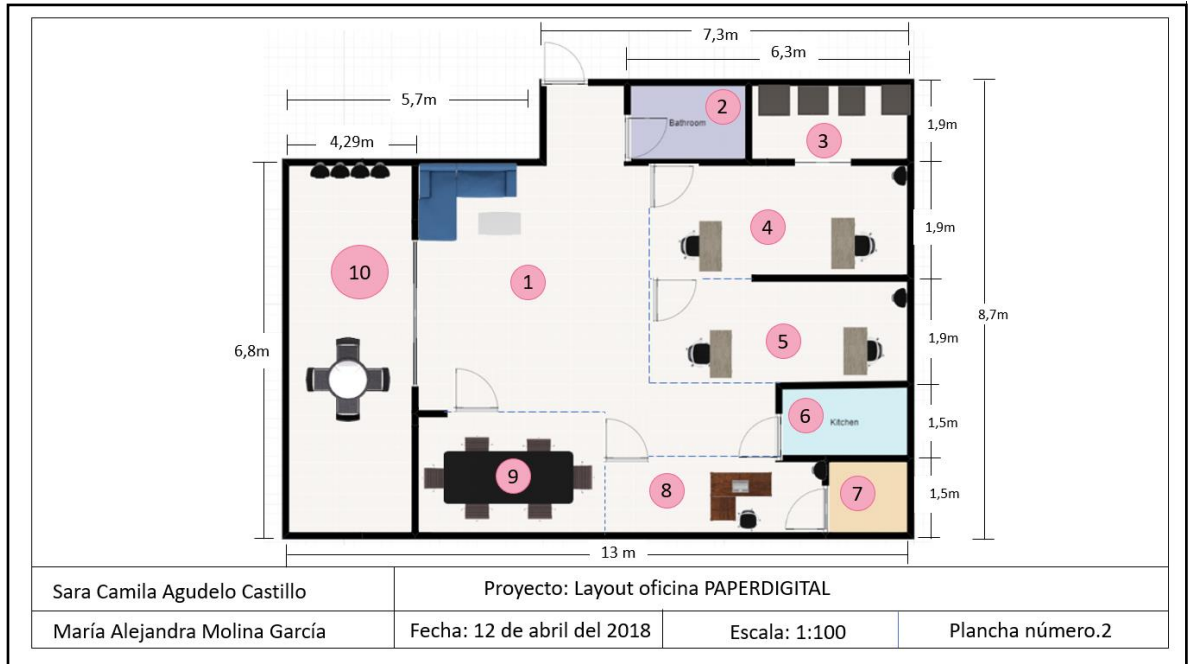 7,3m
6,3m
5,7m
4,29m
2
Bathroom
3
1,9m
4
1,9m
10
1
8,7m
5
1,9m
6,8m
6
Kitchen
1,5m
9
8
7
1,5m
13 m
Sara Camila Agudelo Castillo
Proyecto: Layout oficina PAPERDIGITAL
María Alejandra Molina García
Fecha: 12 de abril del 2018
Escala: 1:100
Plancha número.2